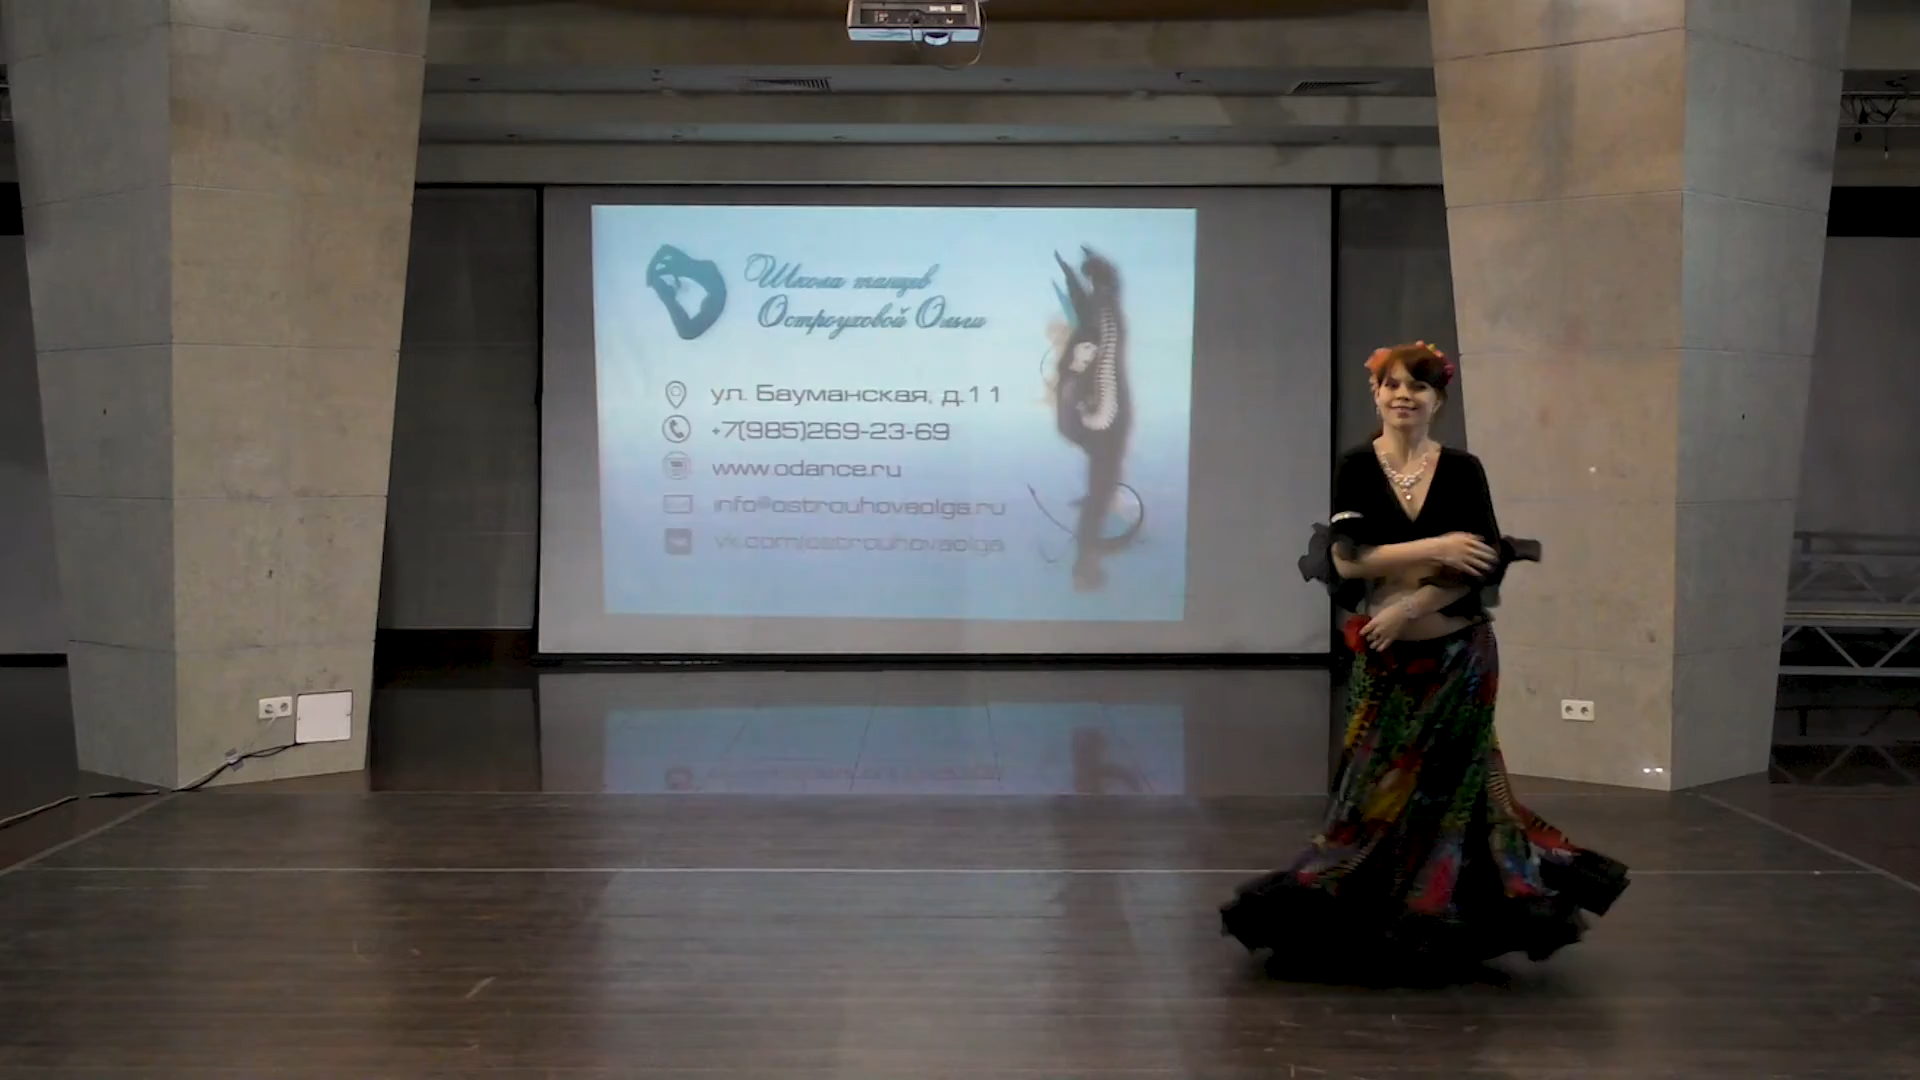 Школа танцев
Остроуховой Ольги
ул. Бауманская, д.11
+7(985)269-23-69
www.odance.ru
info@ostrouhovaolga.ru
vk.com/ostrouhovaolga